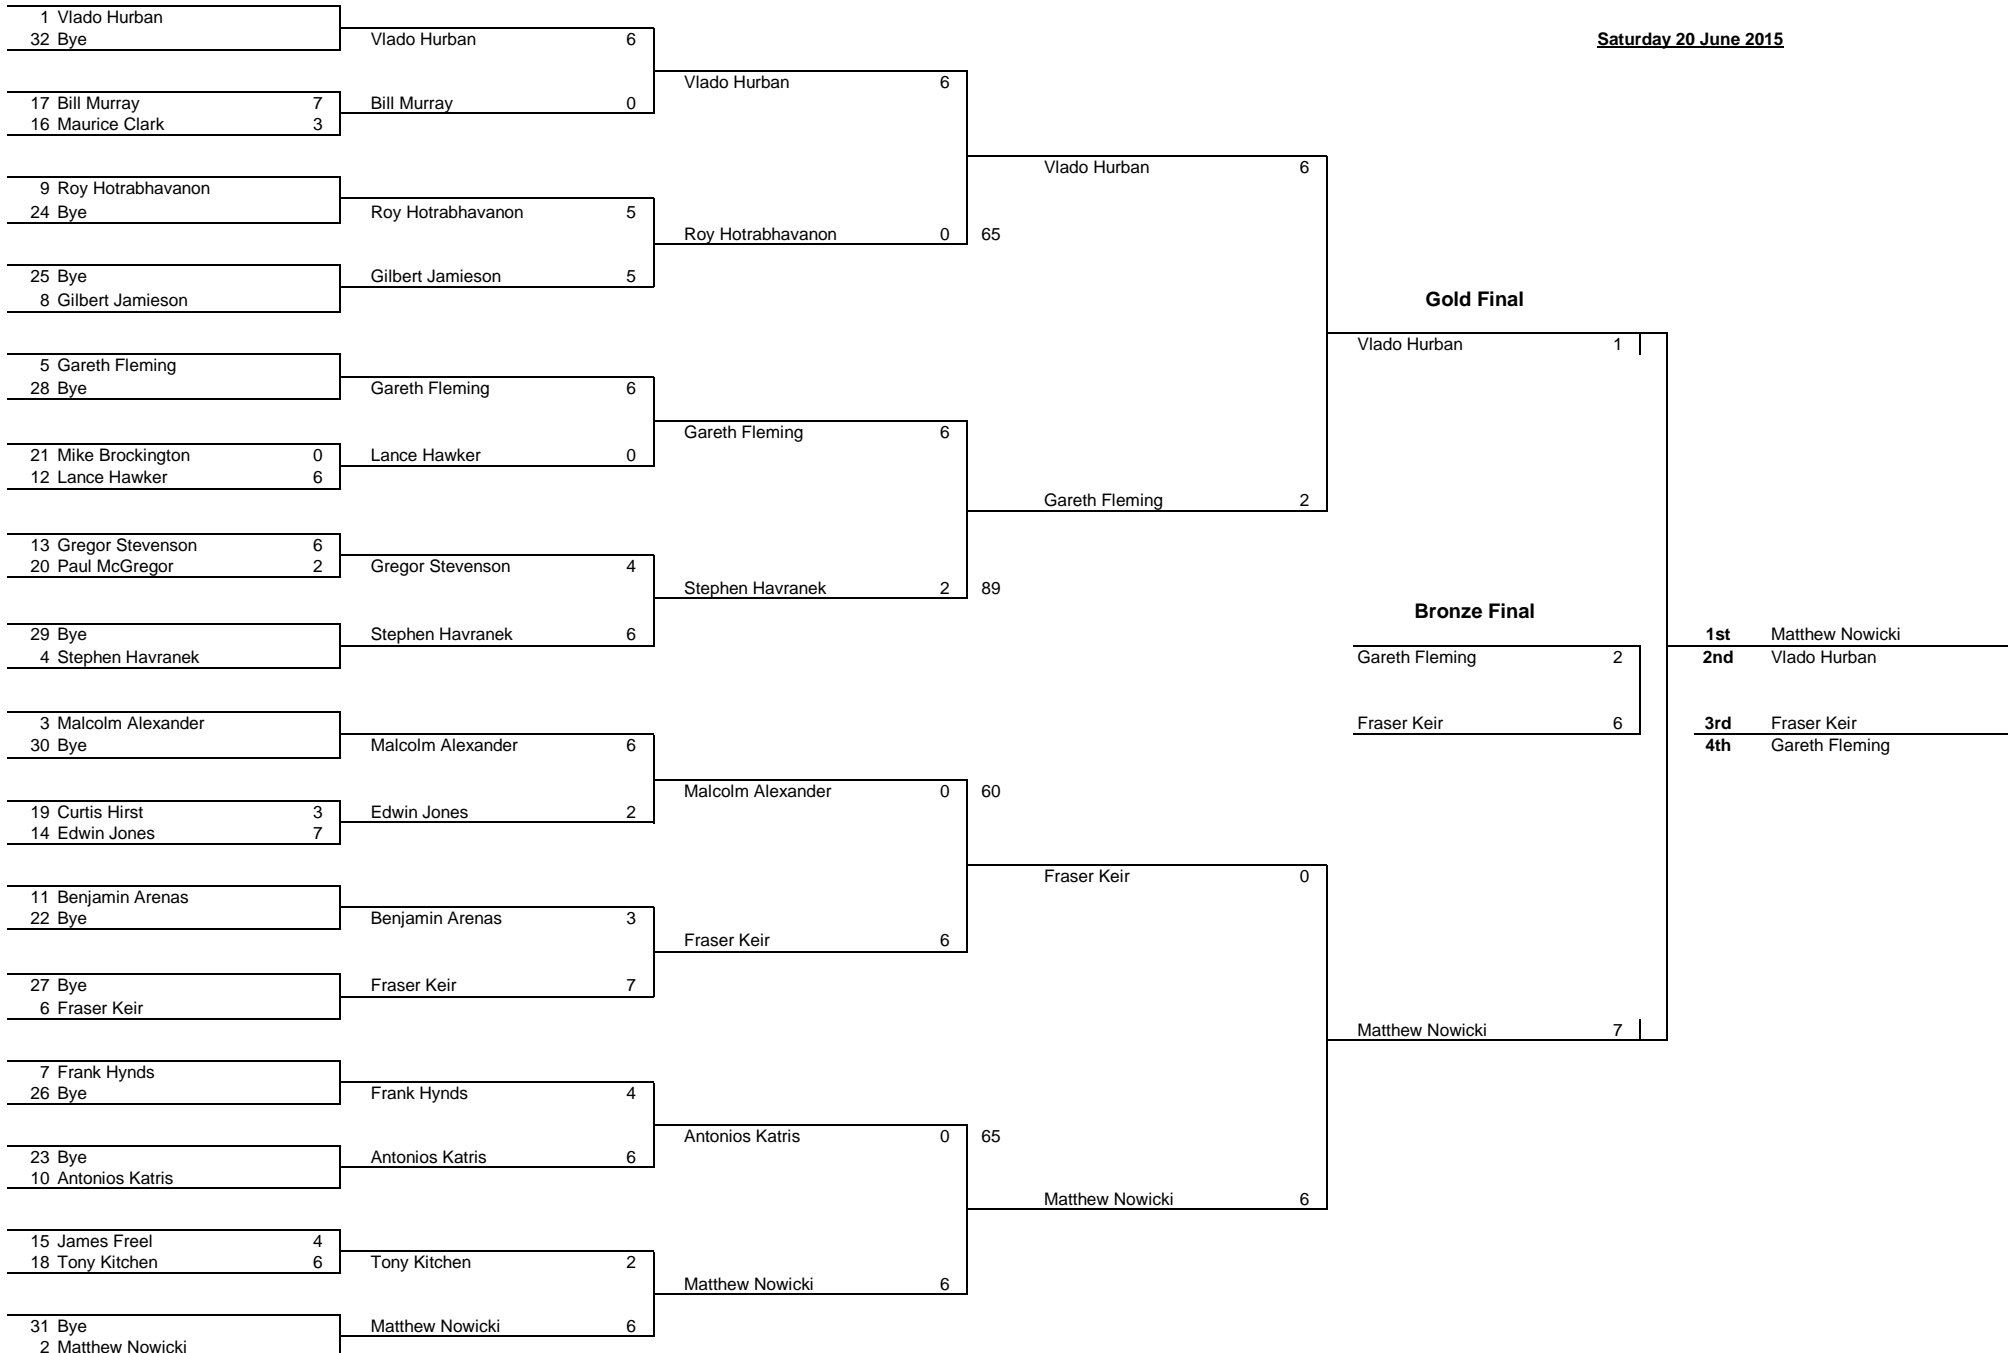 Saturday 20 June 2015
1 Vlado Hurban
32 Bye
17 Bill Murray 7
16 Maurice Clark 3
9 Roy Hotrabhavanon
24 Bye
25 Bye
8 Gilbert Jamieson
5 Gareth Fleming
28 Bye
21 Mike Brockington 0
12 Lance Hawker 6
13 Gregor Stevenson 6
20 Paul McGregor 2
29 Bye
4 Stephen Havranek
3 Malcolm Alexander
30 Bye
19 Curtis Hirst 3
14 Edwin Jones 7
11 Benjamin Arenas
22 Bye
27 Bye
6 Fraser Keir
7 Frank Hynds
26 Bye
23 Bye
10 Antonios Katris
15 James Freel 4
18 Tony Kitchen 6
31 Bye
2 Matthew Nowicki
Vlado Hurban 6
Bill Murray 0
Roy Hotrabhavanon 5
Gilbert Jamieson 5
Gareth Fleming 6
Lance Hawker 0
Gregor Stevenson 4
Stephen Havranek 6
Malcolm Alexander 6
Edwin Jones 2
Benjamin Arenas 3
Fraser Keir 7
Frank Hynds 4
Antonios Katris 6
Tony Kitchen 2
Matthew Nowicki 6
Vlado Hurban 6
Roy Hotrabhavanon 0 65
Gareth Fleming 6
Stephen Havranek 2 89
Malcolm Alexander 0 60
Fraser Keir 6
Antonios Katris 0 65
Matthew Nowicki 6
Vlado Hurban 6
Gareth Fleming 2
Fraser Keir 0
Matthew Nowicki 6
Gold Final
Vlado Hurban 1
Matthew Nowicki 7
Bronze Final
Gareth Fleming 2
Fraser Keir 6
1st Matthew Nowicki
2nd Vlado Hurban
3rd Fraser Keir
4th Gareth Fleming